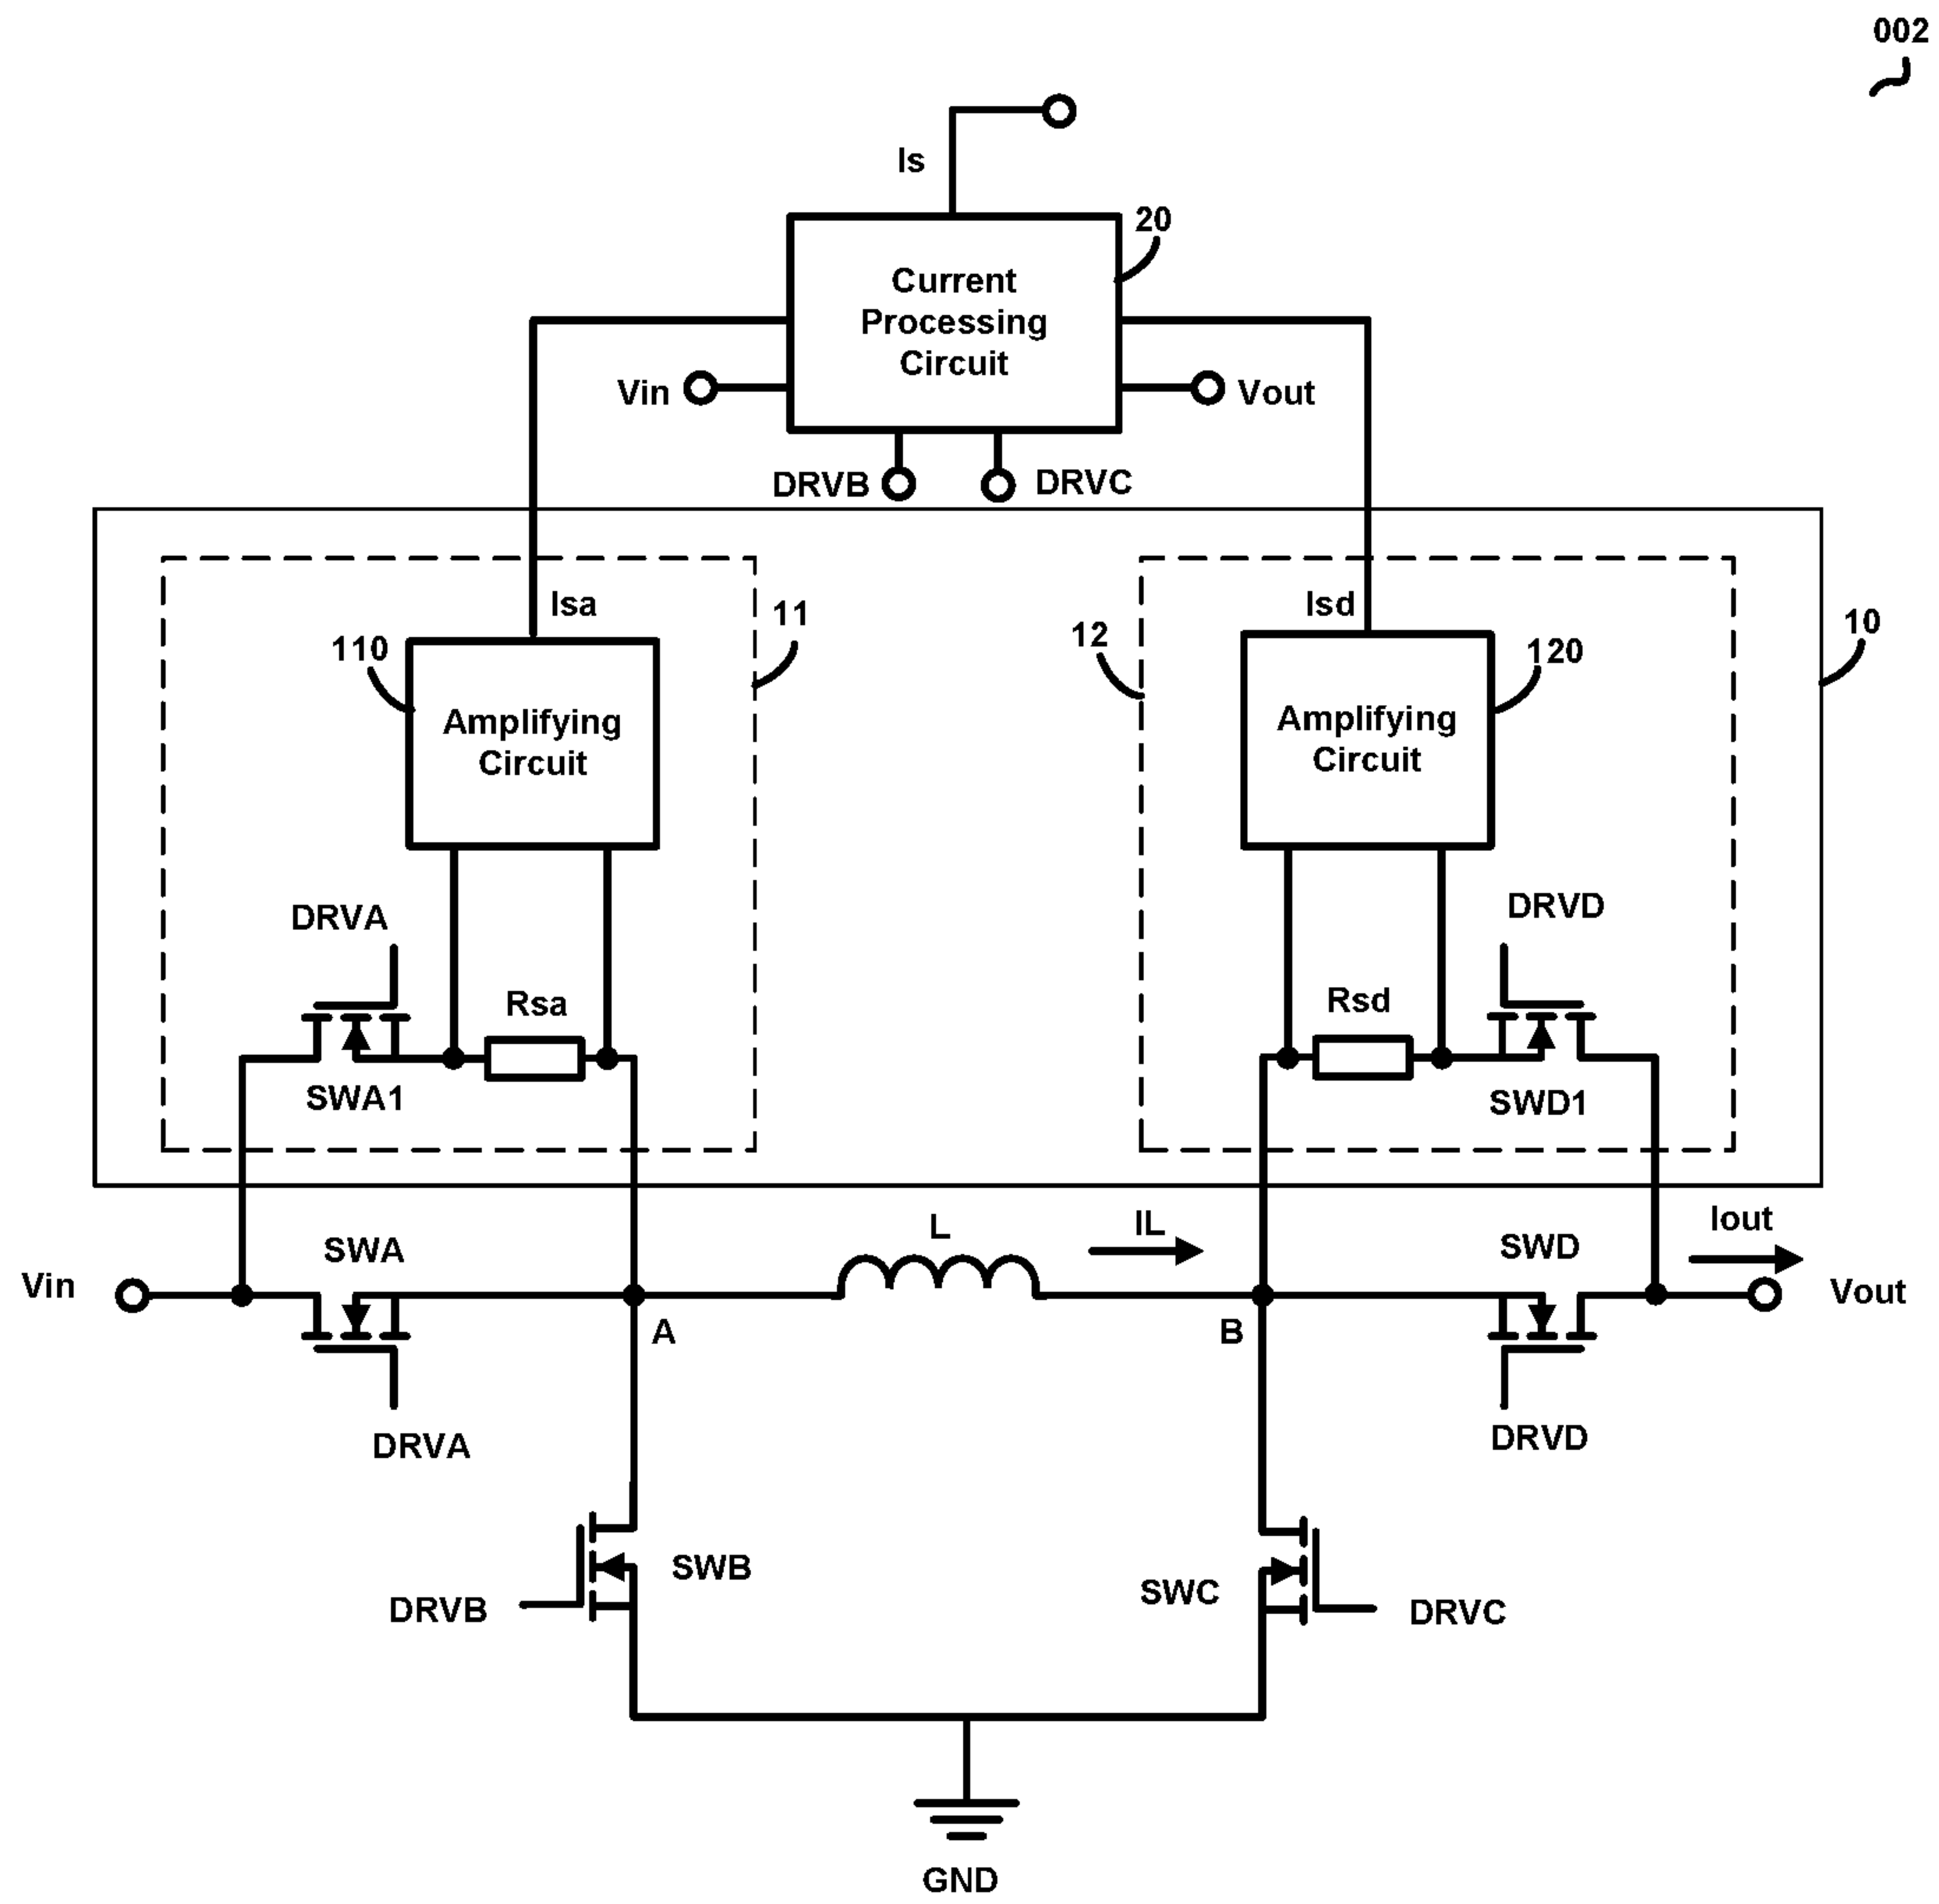 002
Is
20
Current
Processing
Circuit
Vin
Vout
DRVB
DRVC
Isa
Isd
11
12
10
110
120
Amplifying
Circuit
Amplifying
Circuit
DRVA
DRVD
Rsa
Rsd
SWA1
SWD1
L
IL
Iout
SWA
SWD
Vin
Vout
A
B
DRVA
DRVD
SWB
SWC
DRVB
DRVC
GND